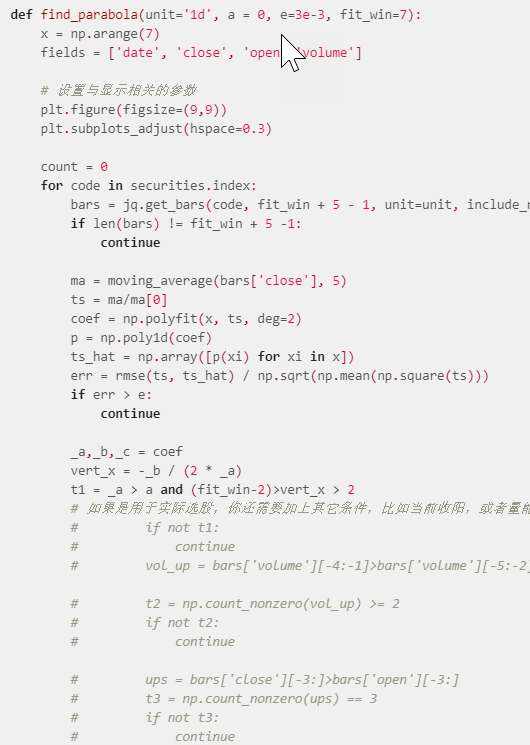 def find_parabola(unit='1d', a = 0, e=3e-3, fit_win=7):
    x = np.arange(7)
    fields = ['date', 'close', 'open', 'volume']
    # 设置与显示相关的参数
    plt.figure(figsize=(9,9))
    plt.subplots_adjust(hspace=0.3)
    count = 0
    for code in securities.index:
        bars = jq.get_bars(code, fit_win + 5 - 1, unit=unit, include_n
        if len(bars) != fit_win + 5 -1:
            continue
        ma = moving_average(bars['close'], 5)
        ts = ma/ma[0]
        coef = np.polyfit(x, ts, deg=2)
        p = np.poly1d(coef)
        ts_hat = np.array([p(xi) for xi in x])
        err = rmse(ts, ts_hat) / np.sqrt(np.mean(np.square(ts)))
        if err > e:
            continue
        _a,_b,_c = coef
        vert_x = -_b / (2 * _a)
        t1 = _a > a and (fit_win-2)>vert_x > 2
        # 如果是用于实际选股，你还需要加上其它条件，比如当前收阳，或者量能
        #         if not t1:
        #             continue
        #         vol_up = bars['volume'][-4:-1]>bars['volume'][-5:-2]
        #         t2 = np.count_nonzero(vol_up) >= 2
        #         if not t2:
        #             continue
        #         ups = bars['close'][-3:]>bars['open'][-3:]
        #         t3 = np.count_nonzero(ups) == 3
        #         if not t3:
        #             continue